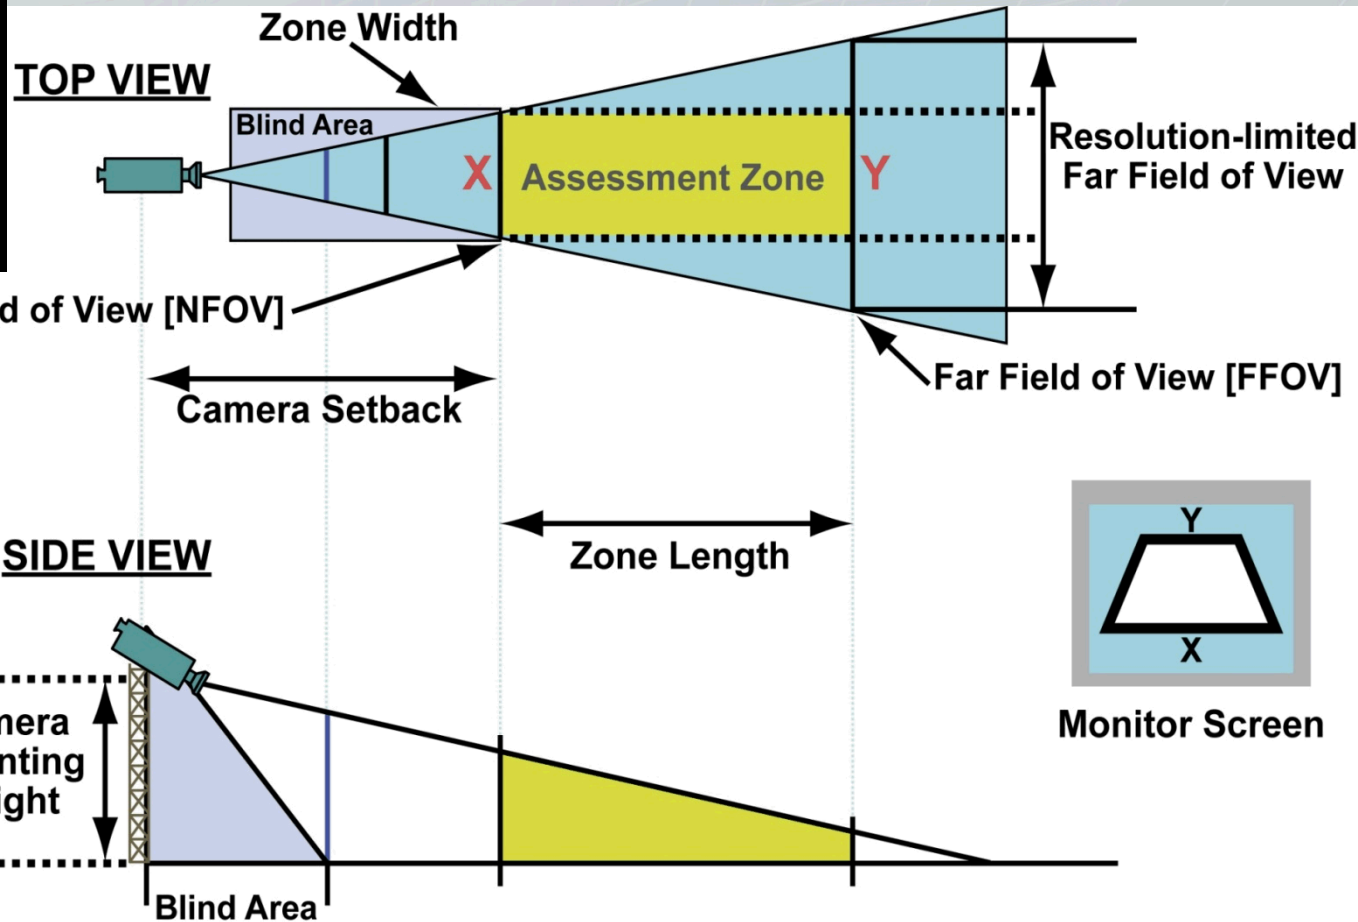 Zone Width
TOP VIEW
Blind Area
X
Assessment Zone
Y
Resolution-limited
Far Field of View
d of View [NFOV]
Far Field of View [FFOV]
Camera Setback
Zone Length
SIDE VIEW
Y
X
Monitor Screen
mera
nting
ight
Blind Area